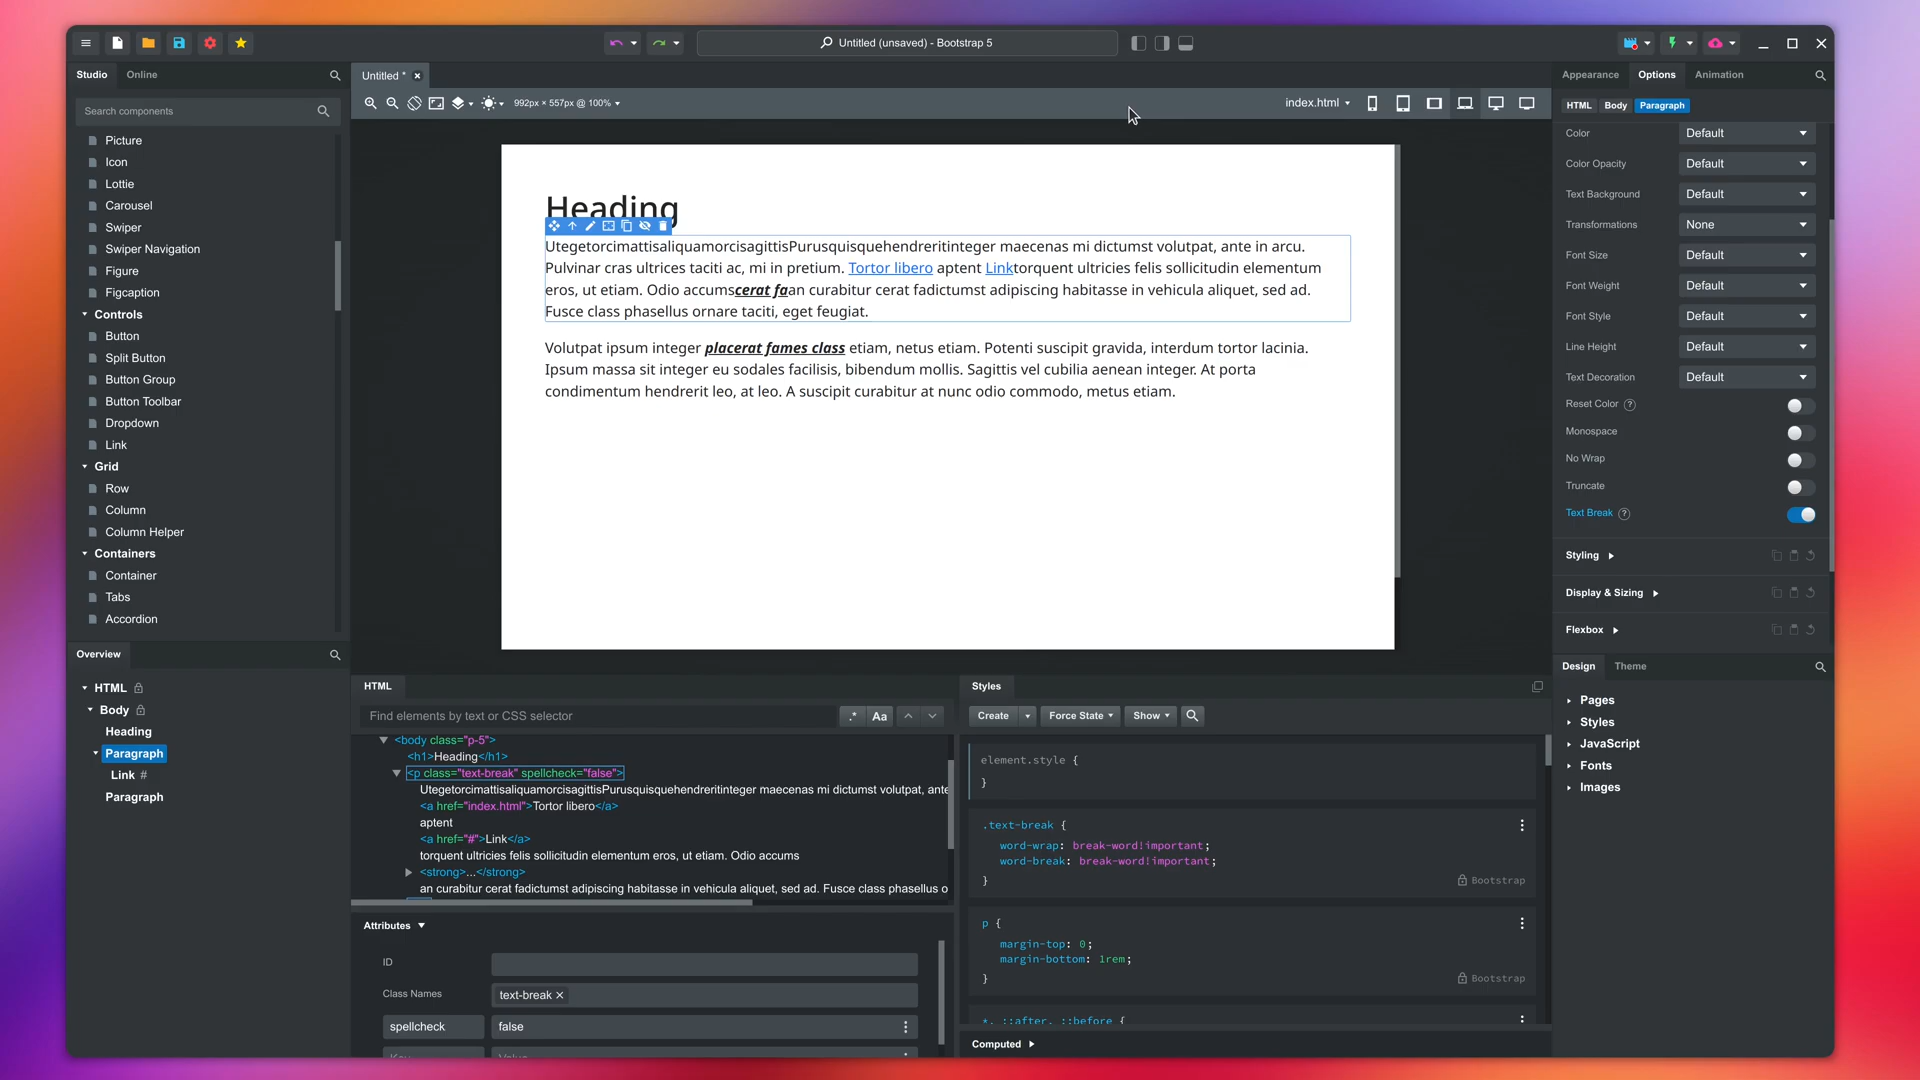 Untitled (unsaved) - Bootstrap 5
Studio
Online
Search components
Picture
Icon
Lottie
Carousel
Swiper
Swiper Navigation
Figure
Figcaption
Controls
Button
Split Button
Button Group
Button Toolbar
Dropdown
Link
Grid
Row
Column
Column Helper
Containers
Container
Tabs
Accordion
Overview
HTML
Body
Heading
Paragraph
Link #
Paragraph
Untitled *
992px × 557px @ 100%
index.html
Heading
UtegetorcimattisaliquamorcisagittisPurusquisquehendreritinteger maecenas mi dictumst volutpat, ante in arcu.
Pulvinar cras ultrices taciti ac, mi in pretium. Tortor libero aptent Linktorquent ultricies felis sollicitudin elementum
eros, ut etiam. Odio accumscerat faan curabitur cerat fadictumst adipiscing habitasse in vehicula aliquet, sed ad.
Fusce class phasellus ornare taciti, eget feugiat.
Volutpat ipsum integer placerat fames class etiam, netus etiam. Potenti suscipit gravida, interdum tortor lacinia.
Ipsum massa sit integer eu sodales facilisis, bibendum mollis. Sagittis vel cubilia aenean integer. At porta
condimentum hendrerit leo, at leo. A suscipit curabitur at nunc odio commodo, metus etiam.
HTML
Find elements by text or CSS selector
.* Aa
<body class="p-5">
<h1>Heading</h1>
<p class="text-break" spellcheck="false">
UtegetorcimattisaliquamorcisagittisPurusquisquehendreritinteger maecenas mi dictumst volutpat, ante
<a href="index.html">Tortor libero</a>
aptent
<a href="#">Link</a>
torquent ultricies felis sollicitudin elementum eros, ut etiam. Odio accums
<strong>...</strong>
an curabitur cerat fadictumst adipiscing habitasse in vehicula aliquet, sed ad. Fusce class phasellus o
Attributes
ID
Class Names
text-break ×
spellcheck
false
Key
Value
Styles
Create
Force State
Show
element.style {
}
.text-break {
word-wrap: break-word!important;
word-break: break-word!important;
}
Bootstrap
p {
margin-top: 0;
margin-bottom: 1rem;
}
Bootstrap
*, ::after, ::before {
Computed
Appearance
Options
Animation
HTML
Body
Paragraph
Color
Default
Color Opacity
Default
Text Background
Default
Transformations
None
Font Size
Default
Font Weight
Default
Font Style
Default
Line Height
Default
Text Decoration
Default
Reset Color ?
Monospace
No Wrap
Truncate
Text Break ?
Styling
Display & Sizing
Flexbox
Design
Theme
Pages
Styles
JavaScript
Fonts
Images